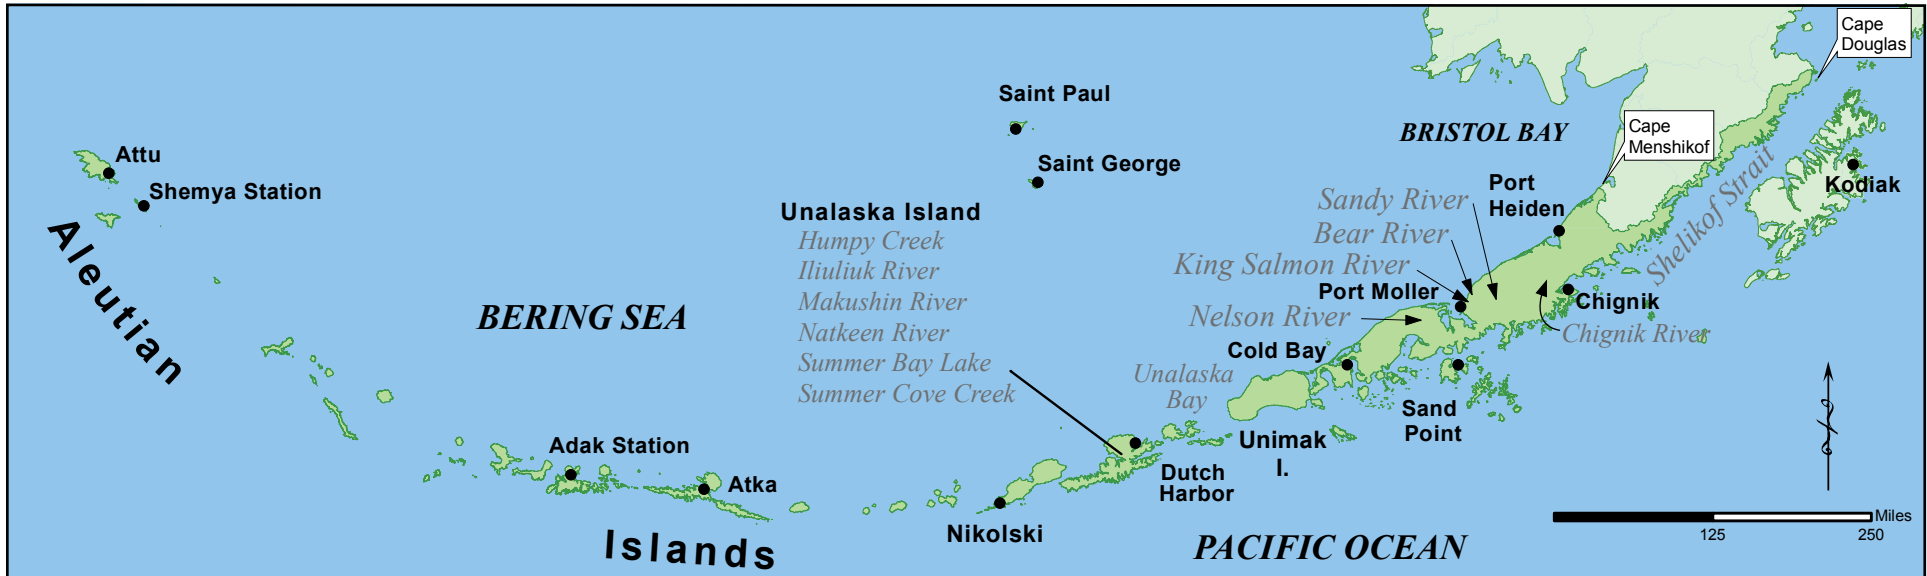 Cape
Douglas
Saint Paul
BRISTOL BAY
Cape
Menshikof
Attu
Saint George
Shemya Station
Port
Heiden
Kodiak
Shelikof Strait
Sandy River
Unalaska Island
Bear River
Humpy Creek
King Salmon River
Iliuliuk River
Port Moller
Makushin River
Chignik
Aleutian
BERING SEA
Nelson River
Natkeen River
Chignik River
Cold Bay
Summer Bay Lake
Unalaska
Bay
Summer Cove Creek
Sand
Point
Unimak
I.
Adak Station
Dutch
Harbor
Atka
Nikolski
Islands
PACIFIC OCEAN
Miles
125
250